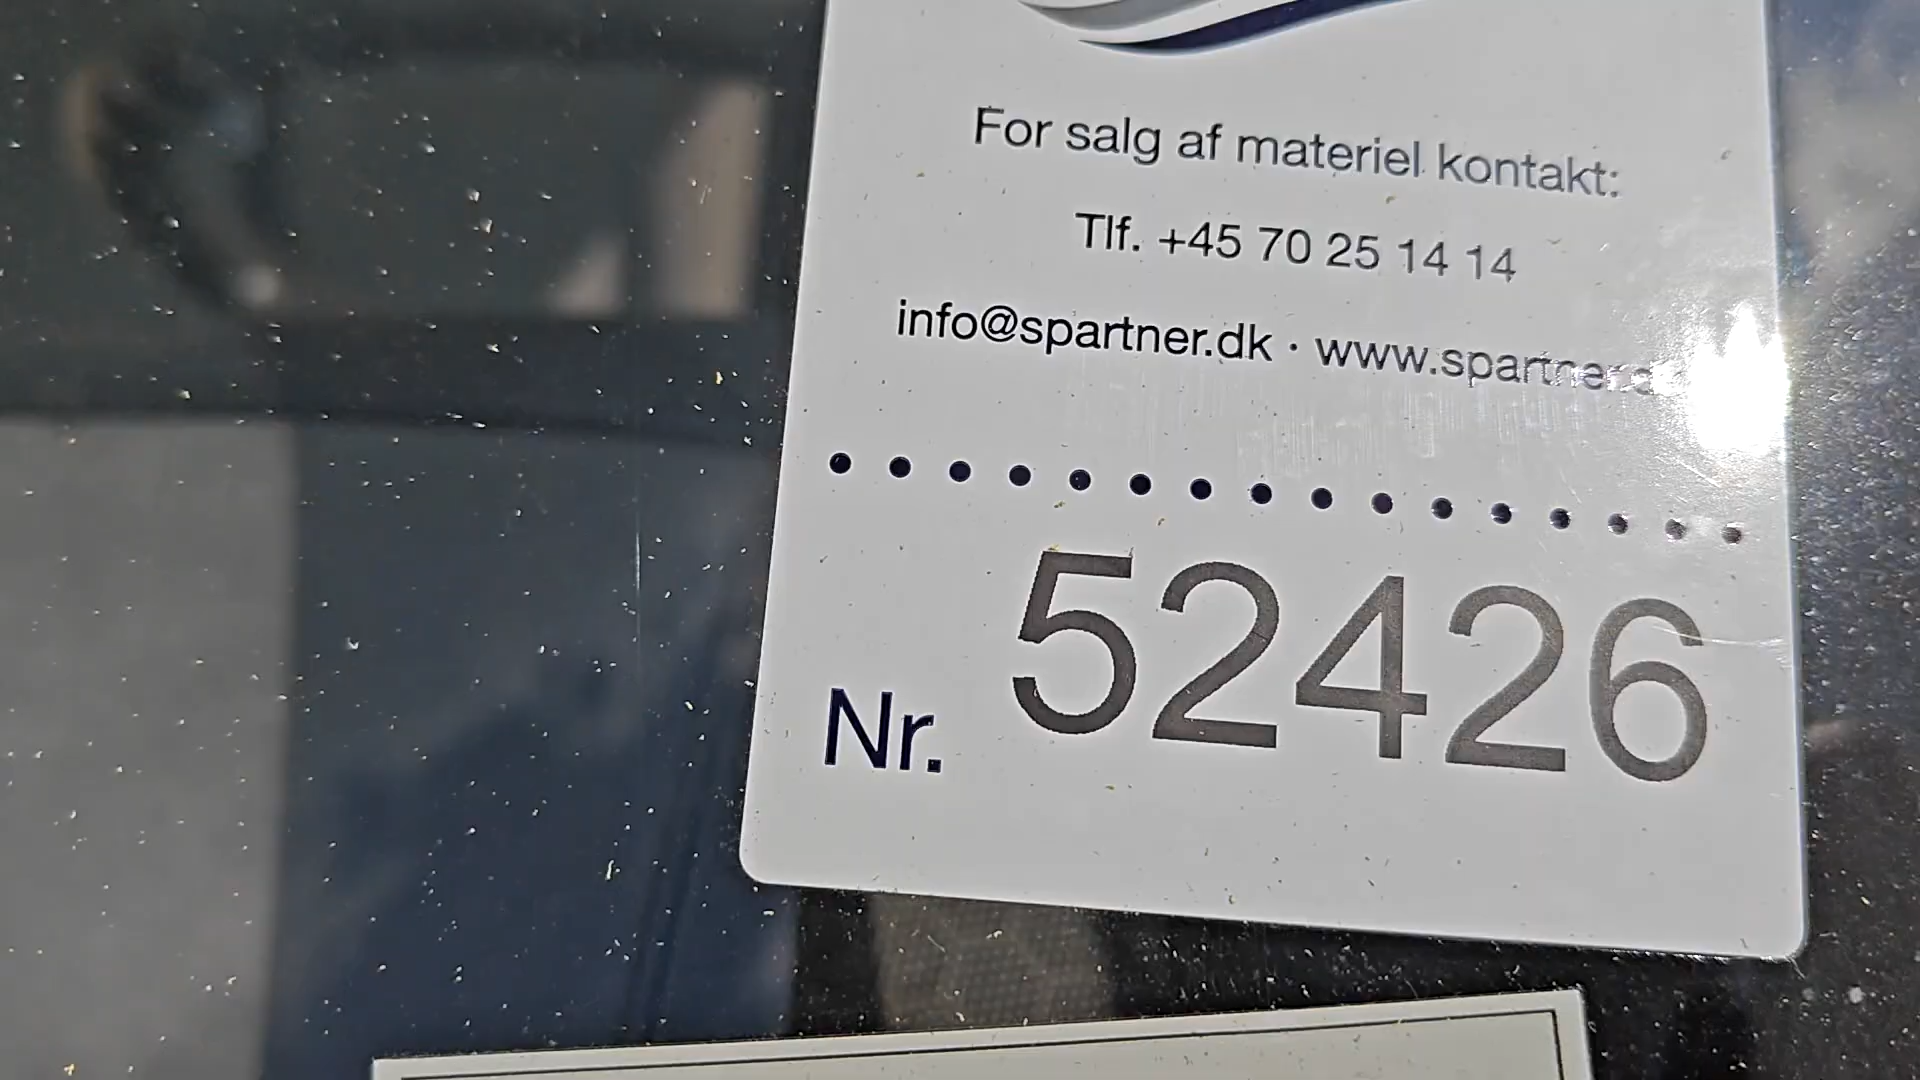 For salg af materiel kontakt:
Tlf. +45 70 25 14 14
info@spartner.dk · www.spartner.d
Nr. 52426